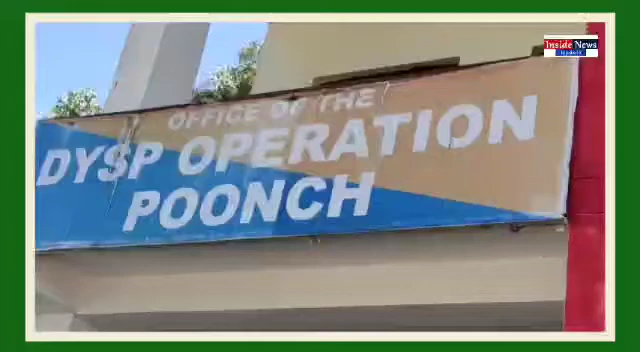 Inside News
OFFICE OF THE
DYSP OPERATION
POONCH